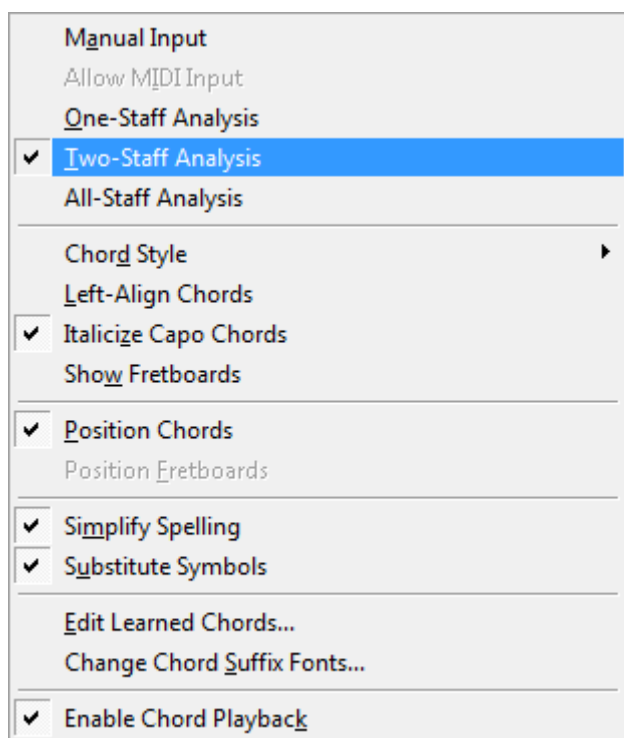 Manual Input
Allow MIDI Input
One-Staff Analysis
Two-Staff Analysis
All-Staff Analysis
Chord Style
Left-Align Chords
Italicize Capo Chords
Show Fretboards
Position Chords
Position Fretboards
Simplify Spelling
Substitute Symbols
Edit Learned Chords...
Change Chord Suffix Fonts...
Enable Chord Playback